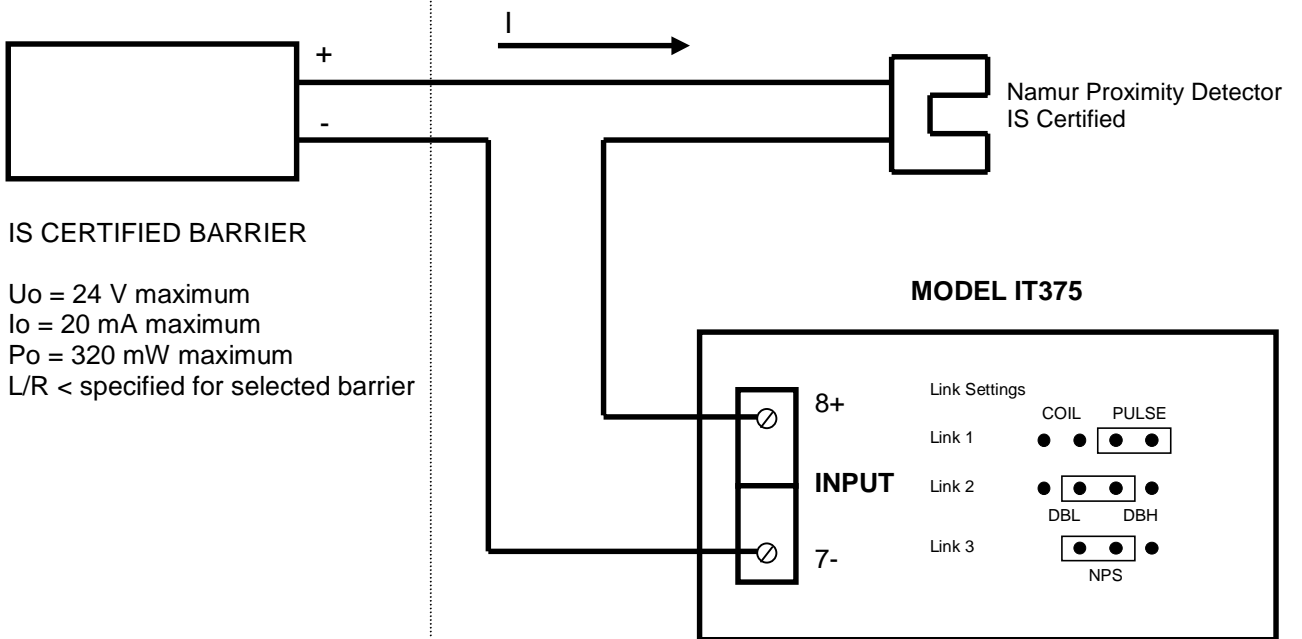 I
+
-
Namur Proximity Detector
IS Certified
IS CERTIFIED BARRIER
Uo = 24 V maximum
Io = 20 mA maximum
Po = 320 mW maximum
L/R < specified for selected barrier
MODEL IT375
8+
INPUT
7-
Link Settings
COIL PULSE
Link 1
Link 2
DBL DBH
Link 3
NPS